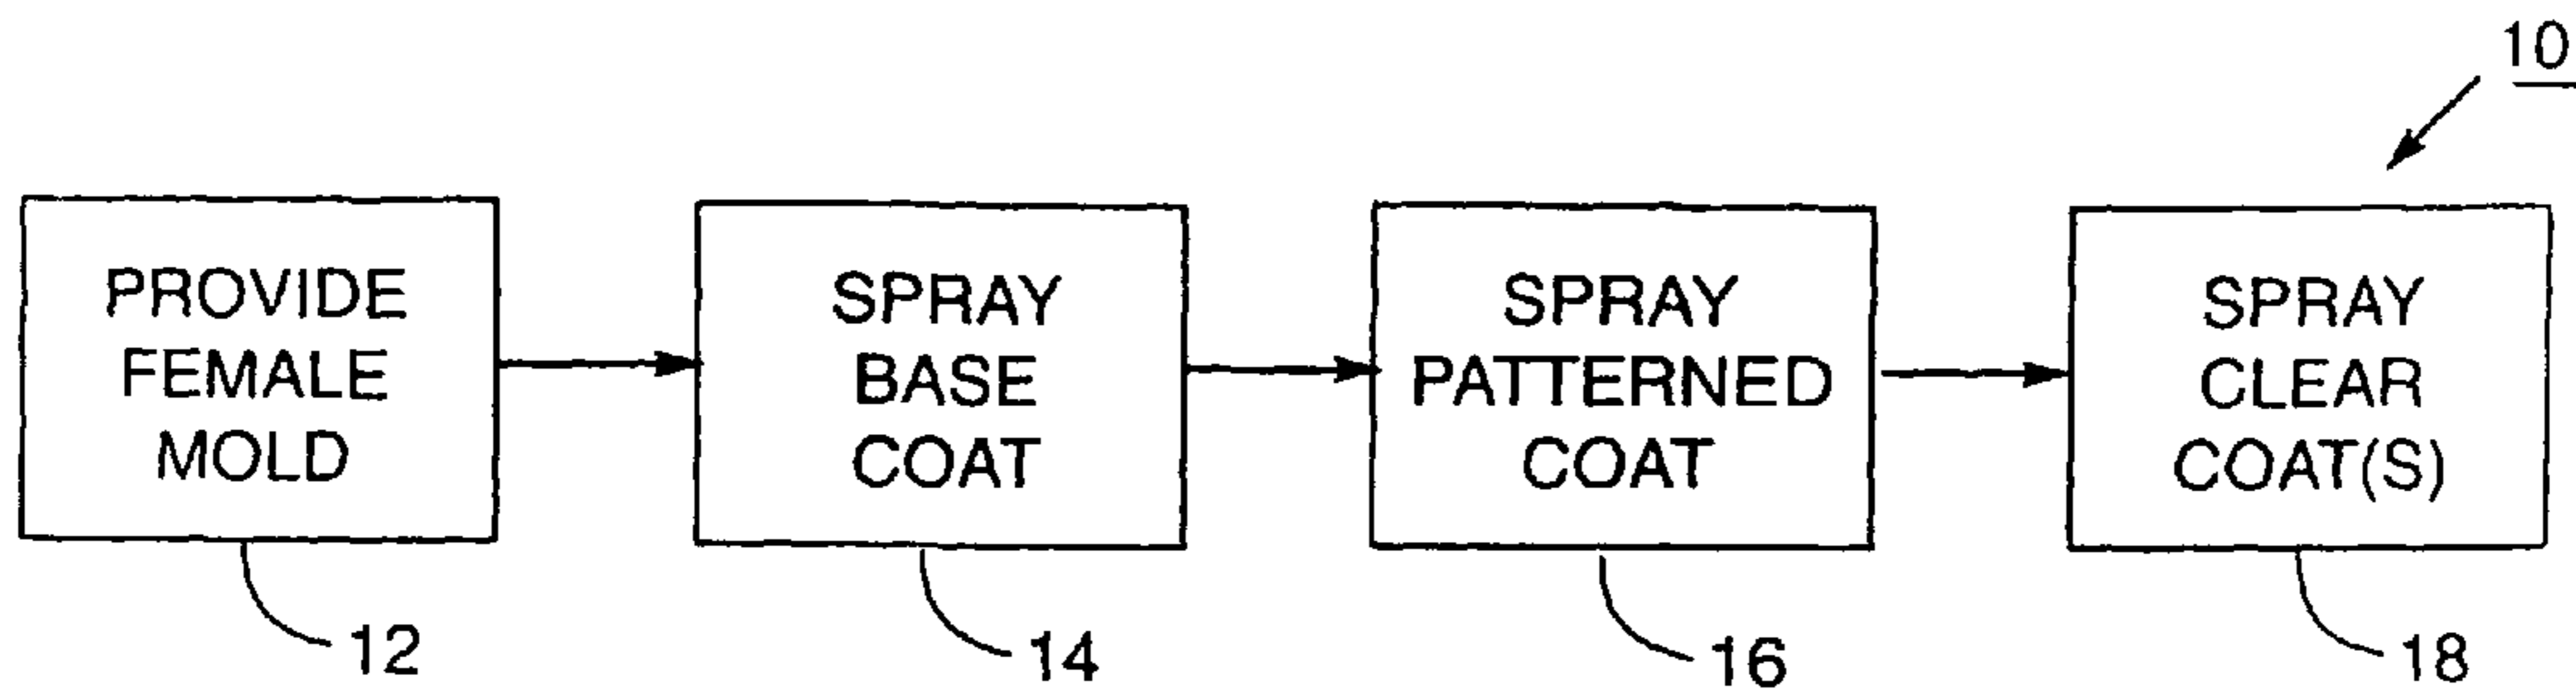 10
PROVIDE
FEMALE
MOLD
SPRAY
BASE
COAT
SPRAY
PATTERNED
COAT
SPRAY
CLEAR
COAT(S)
12
14
16
18